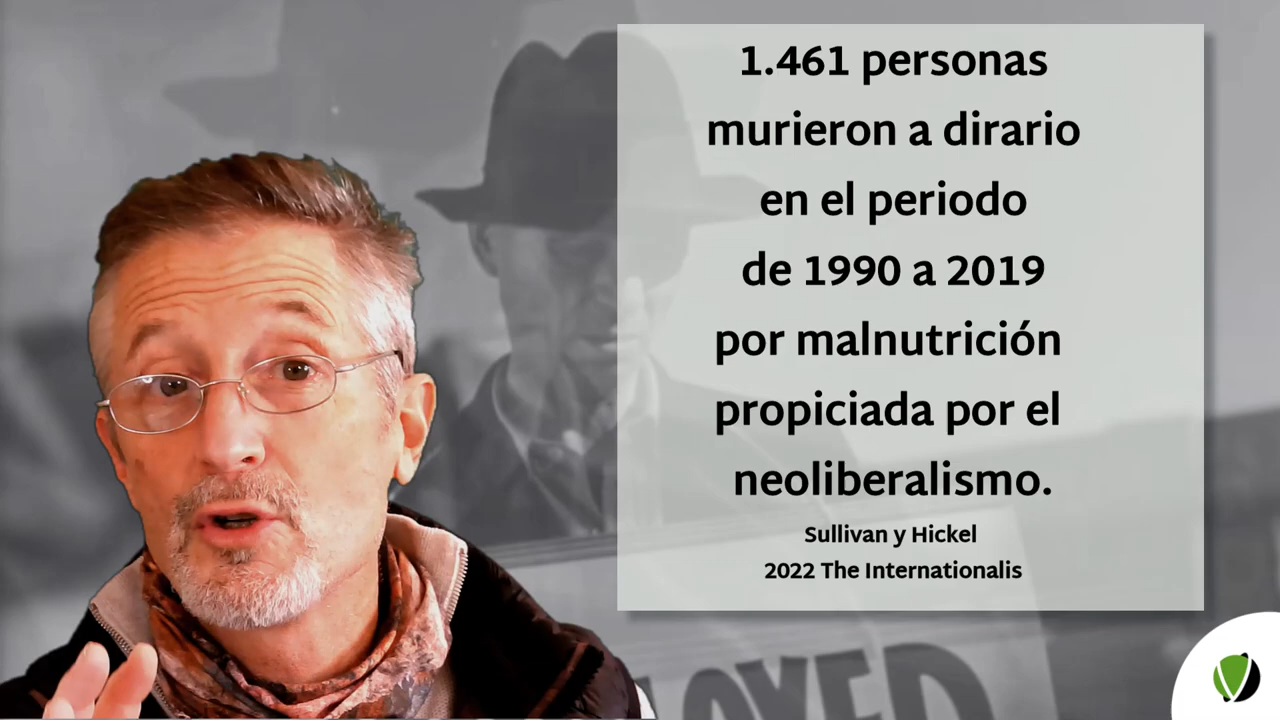 1.461 personas
murieron a dirario
en el periodo
de 1990 a 2019
por malnutrición
propiciada por el
neoliberalismo.
Sullivan y Hickel
2022 The Internationalis
OYED